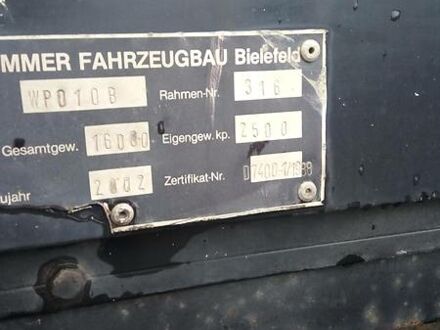 MMER FAHRZEUGBAU Bielefeld
WP010B Rahmen-Nr. 316
Gesamtgew. 16000 Eigengew. kp. 2500
ujahr 2002 Zertifikat-Nr.